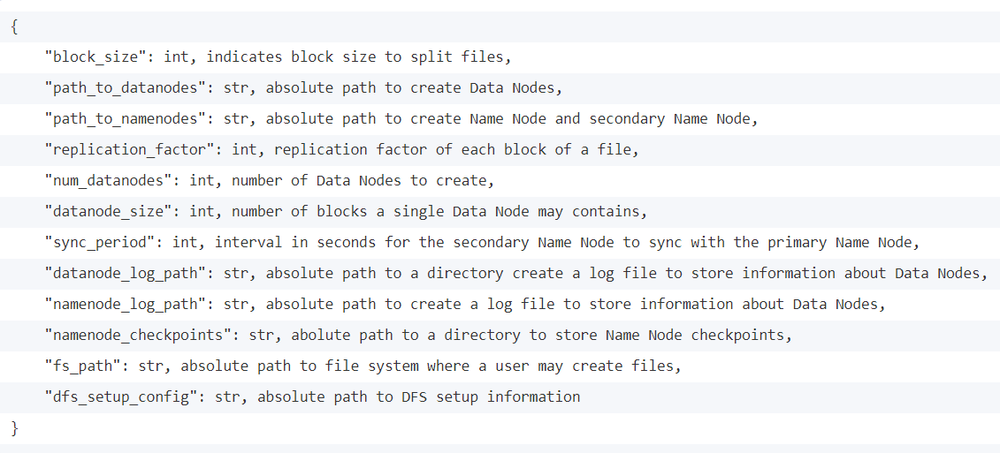 {
"block_size": int, indicates block size to split files,
"path_to_datanodes": str, absolute path to create Data Nodes,
"path_to_namenodes": str, absolute path to create Name Node and secondary Name Node,
"replication_factor": int, replication factor of each block of a file,
"num_datanodes": int, number of Data Nodes to create,
"datanode_size": int, number of blocks a single Data Node may contains,
"sync_period": int, interval in seconds for the secondary Name Node to sync with the primary Name Node,
"datanode_log_path": str, absolute path to a directory create a log file to store information about Data Nodes,
"namenode_log_path": str, absolute path to create a log file to store information about Data Nodes,
"namenode_checkpoints": str, abolute path to a directory to store Name Node checkpoints,
"fs_path": str, absolute path to file system where a user may create files,
"dfs_setup_config": str, absolute path to DFS setup information
}